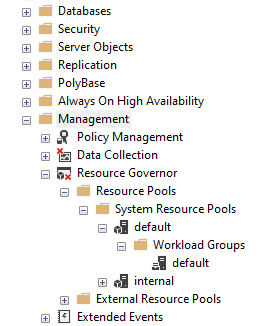 Databases
Security
Server Objects
Replication
PolyBase
Always On High Availability
Management
Policy Management
Data Collection
Resource Governor
Resource Pools
System Resource Pools
default
Workload Groups
default
internal
External Resource Pools
Extended Events